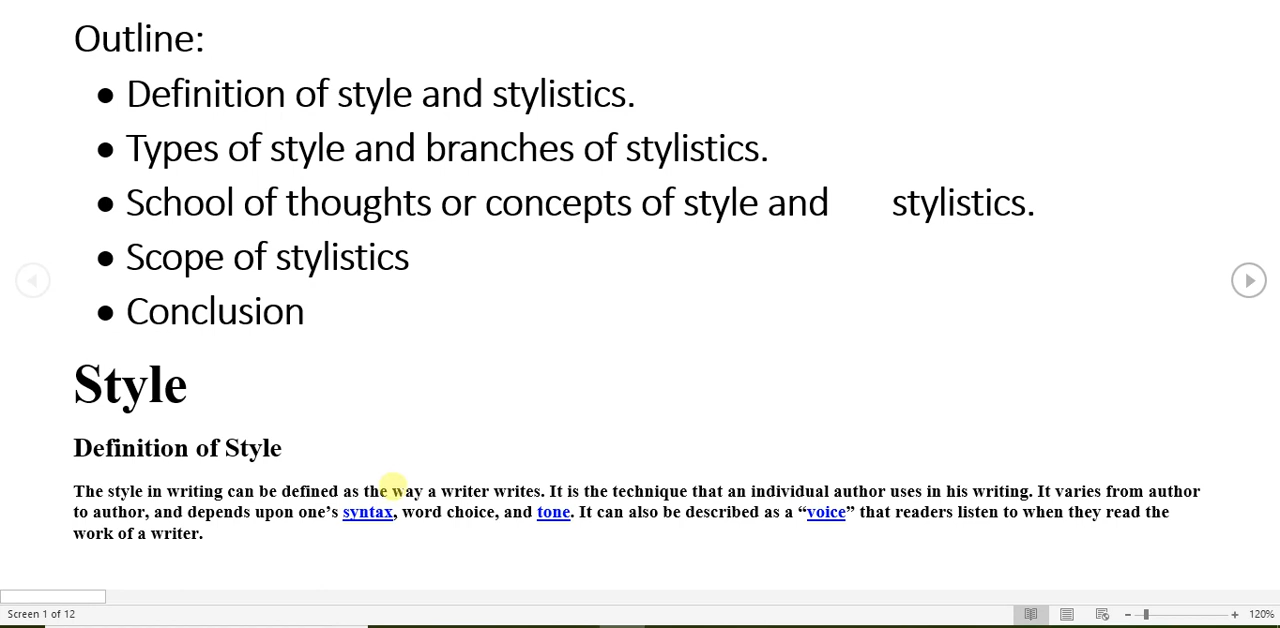 Outline:
● Definition of style and stylistics.
● Types of style and branches of stylistics.
● School of thoughts or concepts of style and stylistics.
● Scope of stylistics
● Conclusion
Style
Definition of Style
The style in writing can be defined as the way a writer writes. It is the technique that an individual author uses in his writing. It varies from author
to author, and depends upon one’s syntax, word choice, and tone. It can also be described as a “voice” that readers listen to when they read the
work of a writer.
Screen 1 of 12
120%